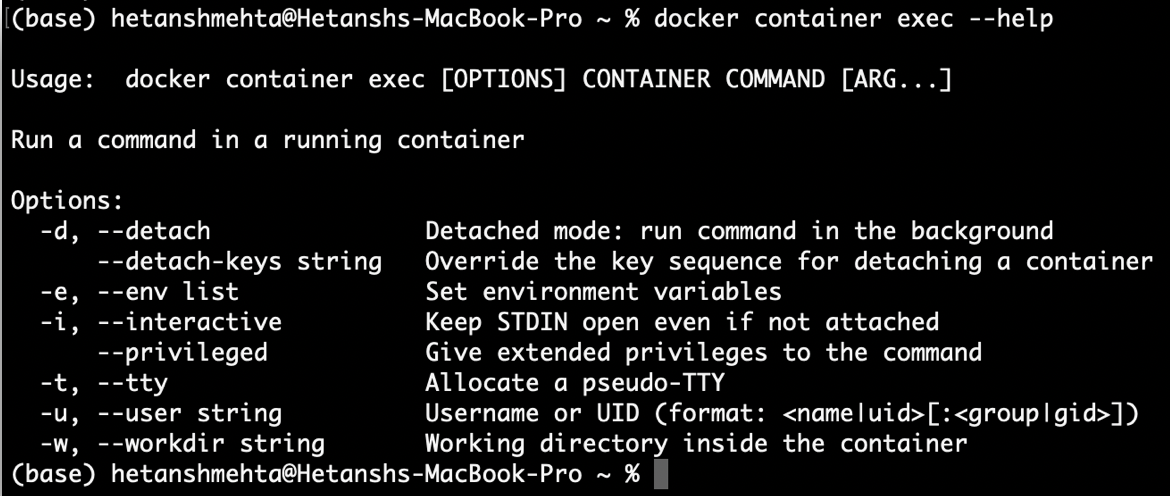 (base) hetanshmehta@Hetanshs-MacBook-Pro ~ % docker container exec --help
Usage:  docker container exec [OPTIONS] CONTAINER COMMAND [ARG...]
Run a command in a running container
Options:
  -d, --detach               Detached mode: run command in the background
      --detach-keys string   Override the key sequence for detaching a container
  -e, --env list             Set environment variables
  -i, --interactive          Keep STDIN open even if not attached
      --privileged           Give extended privileges to the command
  -t, --tty                  Allocate a pseudo-TTY
  -u, --user string          Username or UID (format: <name|uid>[:<group|gid>])
  -w, --workdir string       Working directory inside the container
(base) hetanshmehta@Hetanshs-MacBook-Pro ~ %